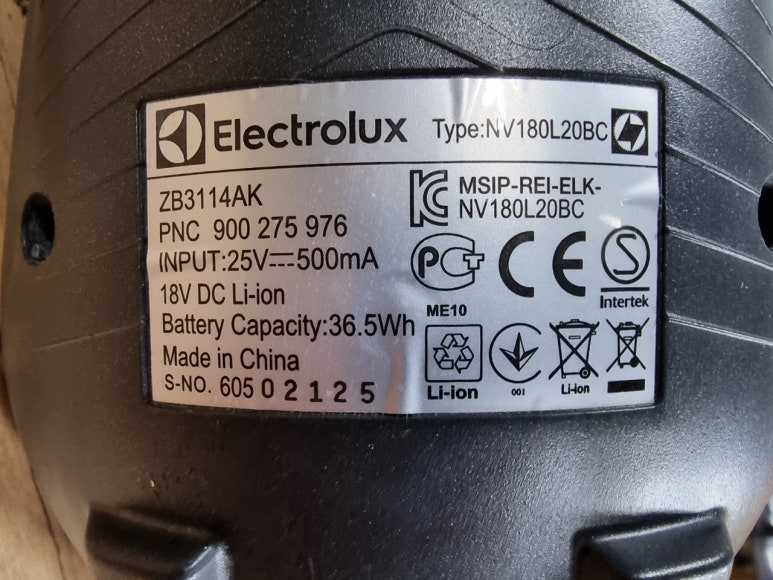 Electrolux Type:NV180L20BC
ZB3114AK
PNC 900 275 976
INPUT:25V⎓500mA
18V DC Li-ion
Battery Capacity:36.5Wh
Made in China
S-NO. 605 0 2 1 2 5
MSIP-REI-ELK-
NV180L20BC
PCT CE S
Intertek
ME10
Li-ion
001
Li-ion